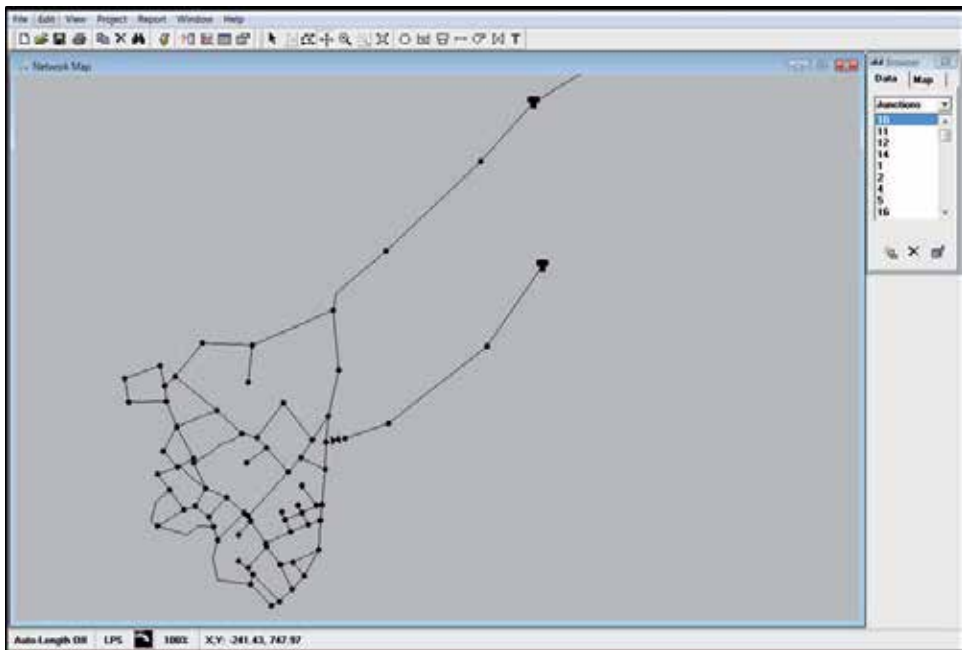 File Edit View Project Report Window Help
T
Network Map
Browser
Data Map
Junctions
10
11
12
14
1
2
4
5
16
Auto-Length Off LPS 100% X,Y: -241.43, 747.97